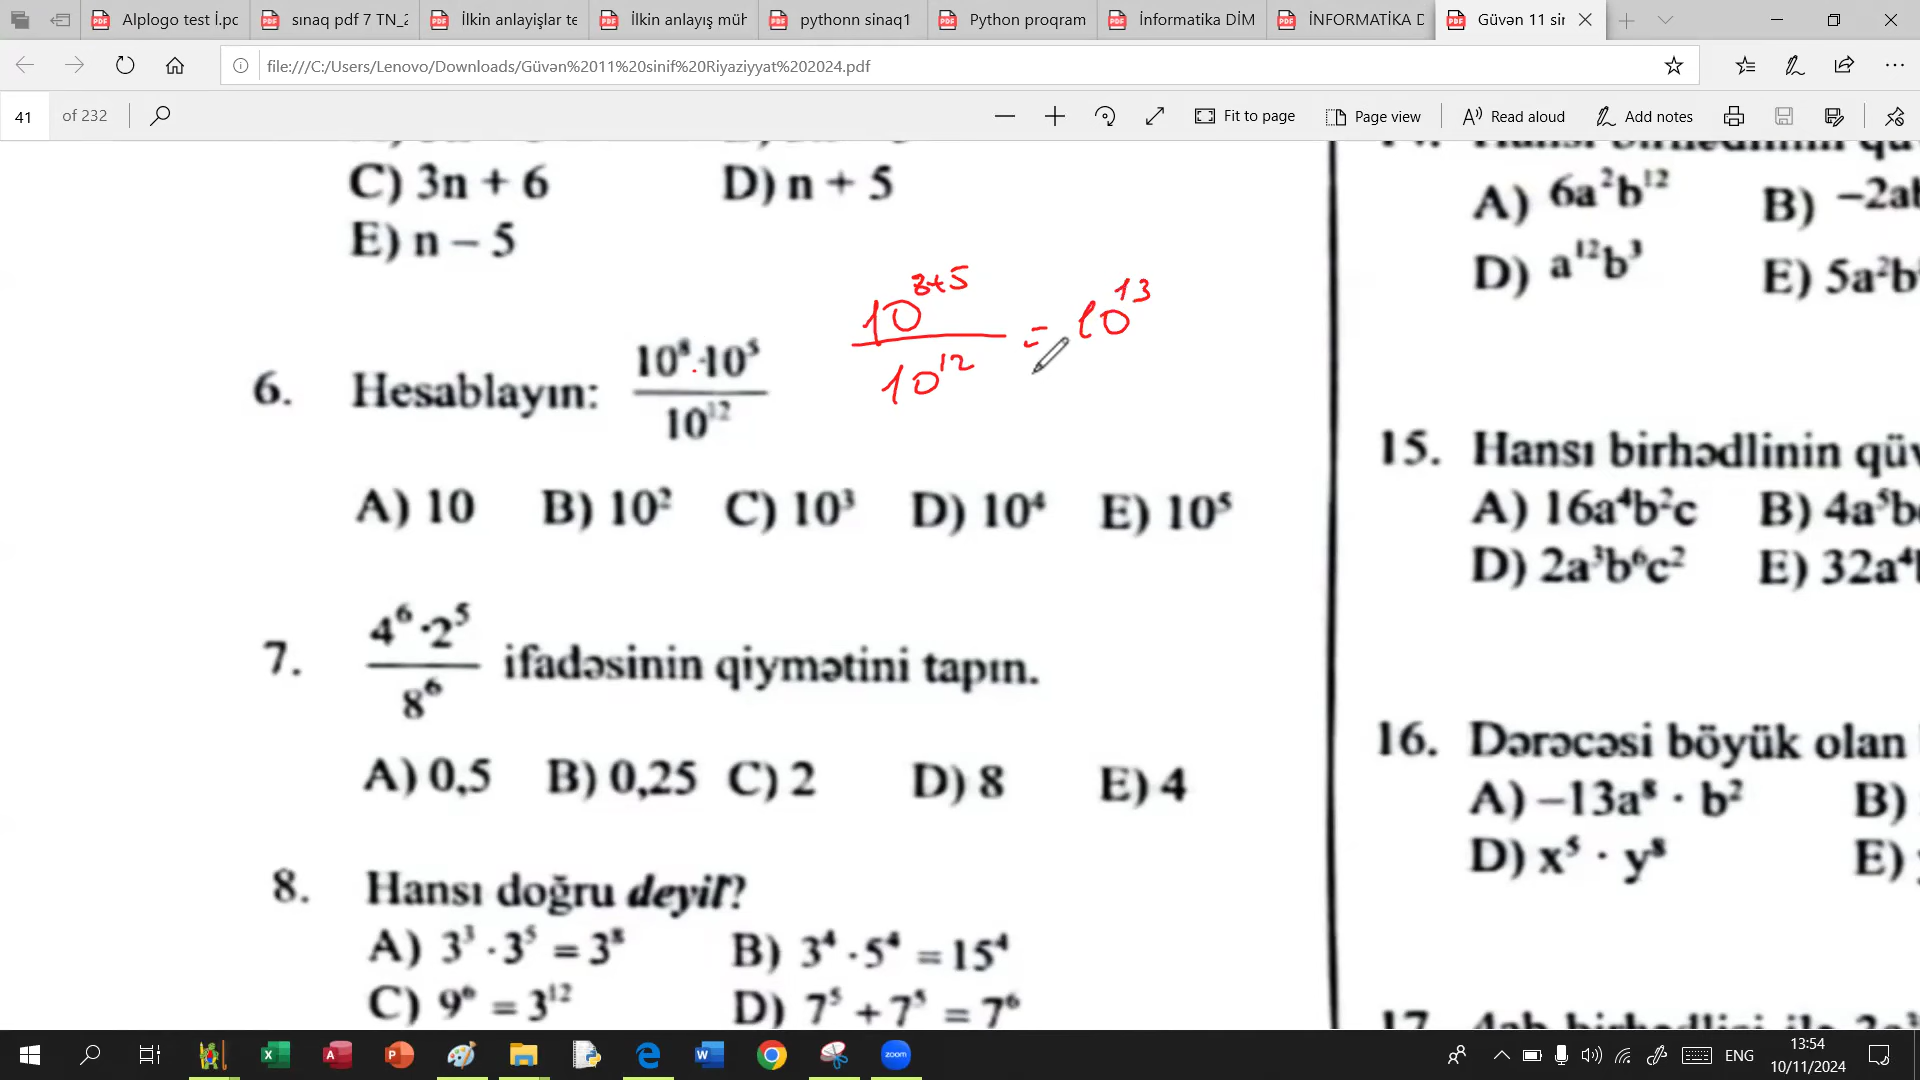 Alplogo test İ.pc
sınaq pdf 7 TN_2
İlkin anlayişlar te
İlkin anlayış müh
pythonn sinaq1
Python proqram
İnformatika DİM
İNFORMATİKA D
Güvən 11 sin
file:///C:/Users/Lenovo/Downloads/Güvən%2011%20sinif%20Riyaziyyat%202024.pdf
41 of 232
Fit to page
Page view
Read aloud
Add notes
C) 3n + 6 D) n + 5
E) n – 5
6. Hesablayın: (10⁸·10⁵)/10¹²
10⁸⁺⁵/10¹² = 10¹³
A) 10 B) 10² C) 10³ D) 10⁴ E) 10⁵
7. (4⁶·2⁵)/8⁶ ifadəsinin qiymətini tapın.
A) 0,5 B) 0,25 C) 2 D) 8 E) 4
8. Hansı doğru deyil?
A) 3³ · 3⁵ = 3⁸ B) 3⁴ · 5⁴ = 15⁴
C) 9⁶ = 3¹² D) 7⁵ + 7⁵ = 7⁶
A) 6a²b¹² B) –2ab
D) a¹²b³ E) 5a²b
15. Hansı birhədlinin qüv
A) 16a⁴b²c B) 4a⁵b
D) 2a³b⁶c² E) 32a⁴
16. Dərəcəsi böyük olan
A) –13a⁸ · b² B)
D) x⁵ · y⁸ E)
17.
zoom
ENG
13:54
10/11/2024